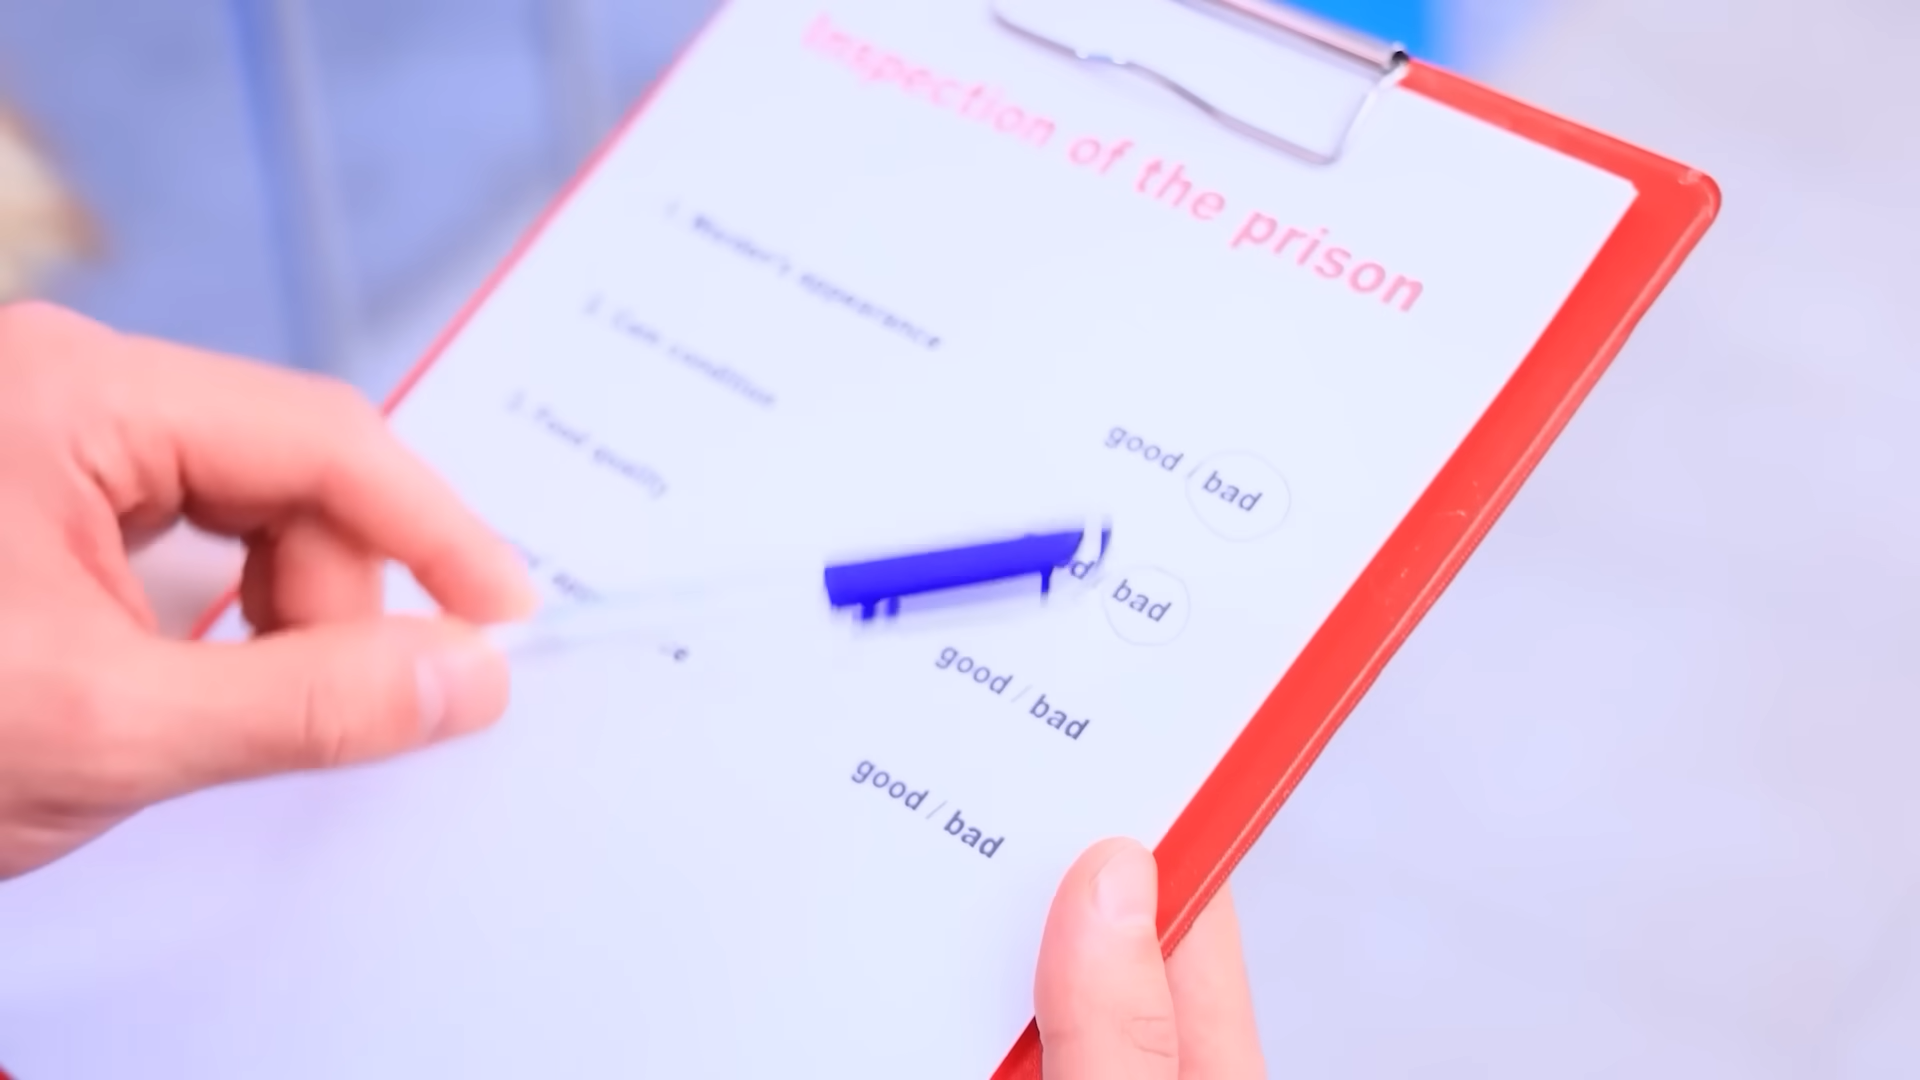 Inspection of the prison
1. Warden's appearance
good / bad
2. Cam condition
bad
3. Food quality
good / bad
good / bad